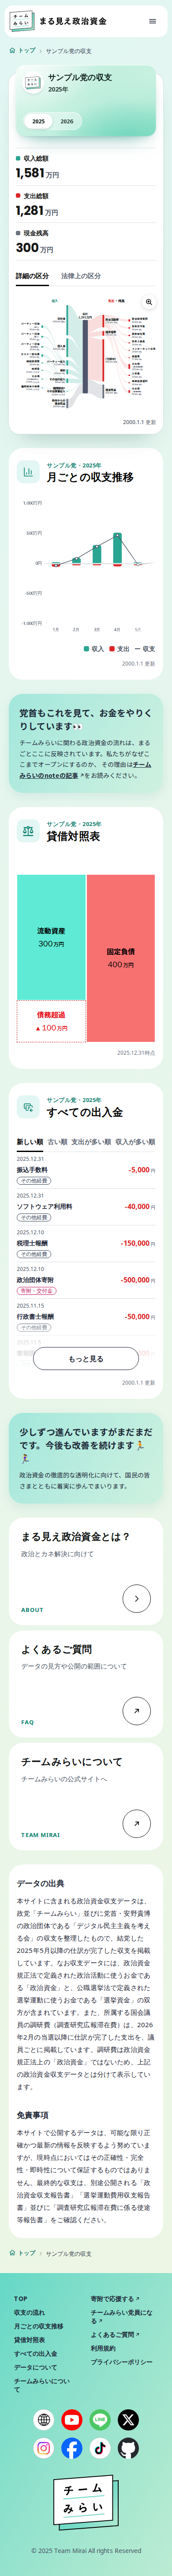 チーム
みらい
まる見え政治資金
トップ > サンプル党の収支
サンプル党の収支
2025年
2025 2026
収入総額
1,581 万円
支出総額
1,281 万円
現金残高
300 万円
詳細の区分 法律上の区分
2000.1.1 更新
サンプル党・2025年
月ごとの収支推移
1,000万円
500万円
0円
-500万円
-1,000万円
1月 2月 3月 4月 5月
収入 支出 収支
2000.1.1 更新
党首もこれを見て、お金をやりく
りしています👀
チームみらいに関わる政治資金の流れは、まる
ごとここに反映されています。私たちがなぜこ
こまでオープンにするのか、 その理由はチーム
みらいのnoteの記事↗をお読みください。
サンプル党・2025年
貸借対照表
流動資産
300万円
債務超過
▲ 100万円
固定負債
400万円
2025.12.31時点
サンプル党・2025年
すべての出入金
新しい順 古い順 支出が多い順 収入が多い順
2025.12.31
振込手数料 -5,000円
その他経費
2025.12.31
ソフトウェア利用料 -40,000円
その他経費
2025.12.10
税理士報酬 -150,000円
その他経費
2025.12.10
政治団体寄附 -500,000円
寄附・交付金
2025.11.15
行政書士報酬 -50,000円
その他経費
もっと見る
2000.1.1 更新
少しずつ進んでいますがまだまだ
です。今後も改善を続けます🏃
🏃‍♀️
政治資金の徹底的な透明化に向けて、国民の皆
さまとともに着実に歩んでまいります。
まる見え政治資金とは？
政治とカネ解決に向けて
ABOUT
よくあるご質問
データの見方や公開の範囲について
FAQ
チームみらいについて
チームみらいの公式サイトへ
TEAM MIRAI
データの出典
本サイトに含まれる政治資金収支データは、
政党「チームみらい」並びに党首・安野貴博
の政治団体である「デジタル民主主義を考え
る会」の収支を整理したもので、結党した
2025年5月以降の仕訳が完了した収支を掲載
しています。なお収支データには、政治資金
規正法で定義された政治活動に使うお金であ
る「政治資金」と、公職選挙法で定義された
選挙運動に使うお金である「選挙資金」の双
方が含まれています。また、所属する国会議
員の調研費（調査研究広報滞在費）は、2026
年2月の当選以降に仕訳が完了した支出を、議
員ごとに掲載しています。調研費は政治資金
規正法上の「政治資金」ではないため、上記
の政治資金収支データとは分けて表示してい
ます。
免責事項
本サイトで公開するデータは、可能な限り正
確かつ最新の情報を反映するよう努めていま
すが、現時点においてはその正確性・完全
性・即時性について保証するものではありま
せん。最終的な収支は、別途公開される「政
治資金収支報告書」「選挙運動費用収支報告
書」並びに「調査研究広報滞在費に係る使途
等報告書」をご確認ください。
トップ > サンプル党の収支
TOP
収支の流れ
月ごとの収支推移
貸借対照表
すべての出入金
データについて
チームみらいについ
て
寄附で応援する↗
チームみらい党員にな
る↗
よくあるご質問↗
利用規約
プライバシーポリシー
LINE
チーム
みらい
© 2025 Team Mirai All rights Reserved